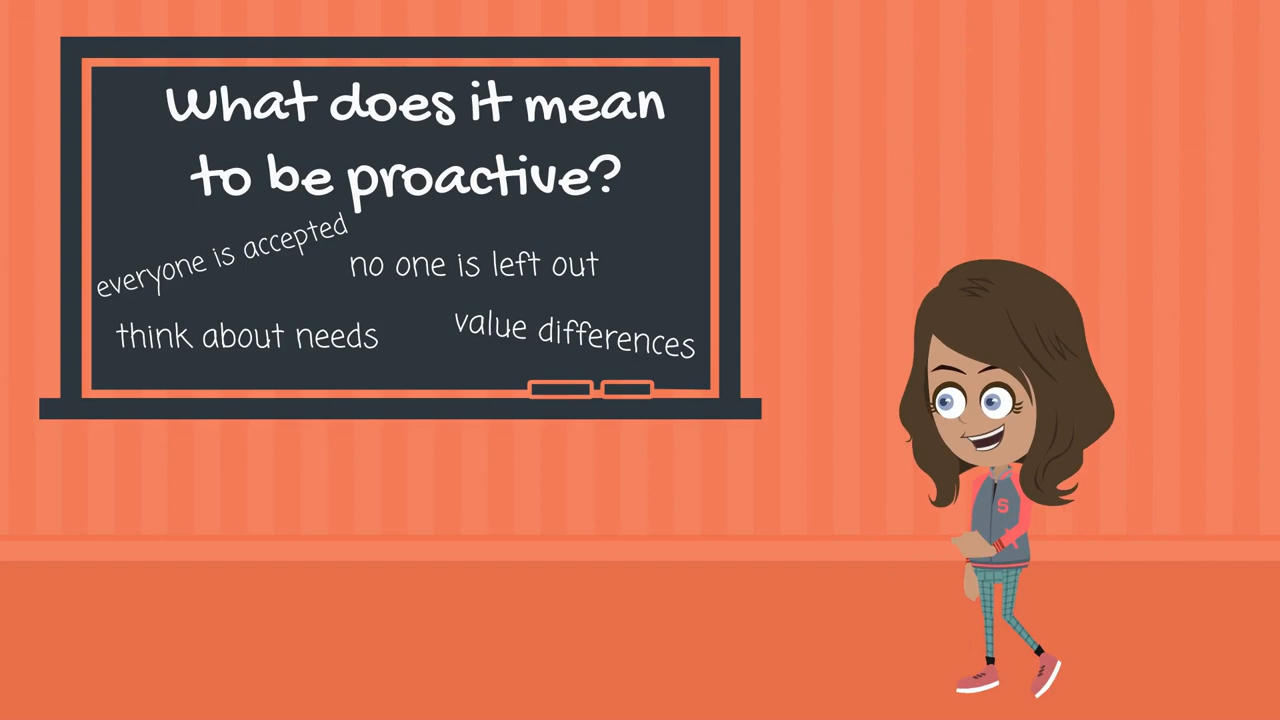 What does it mean
to be proactive?
everyone is accepted
no one is left out
think about needs
value differences
S